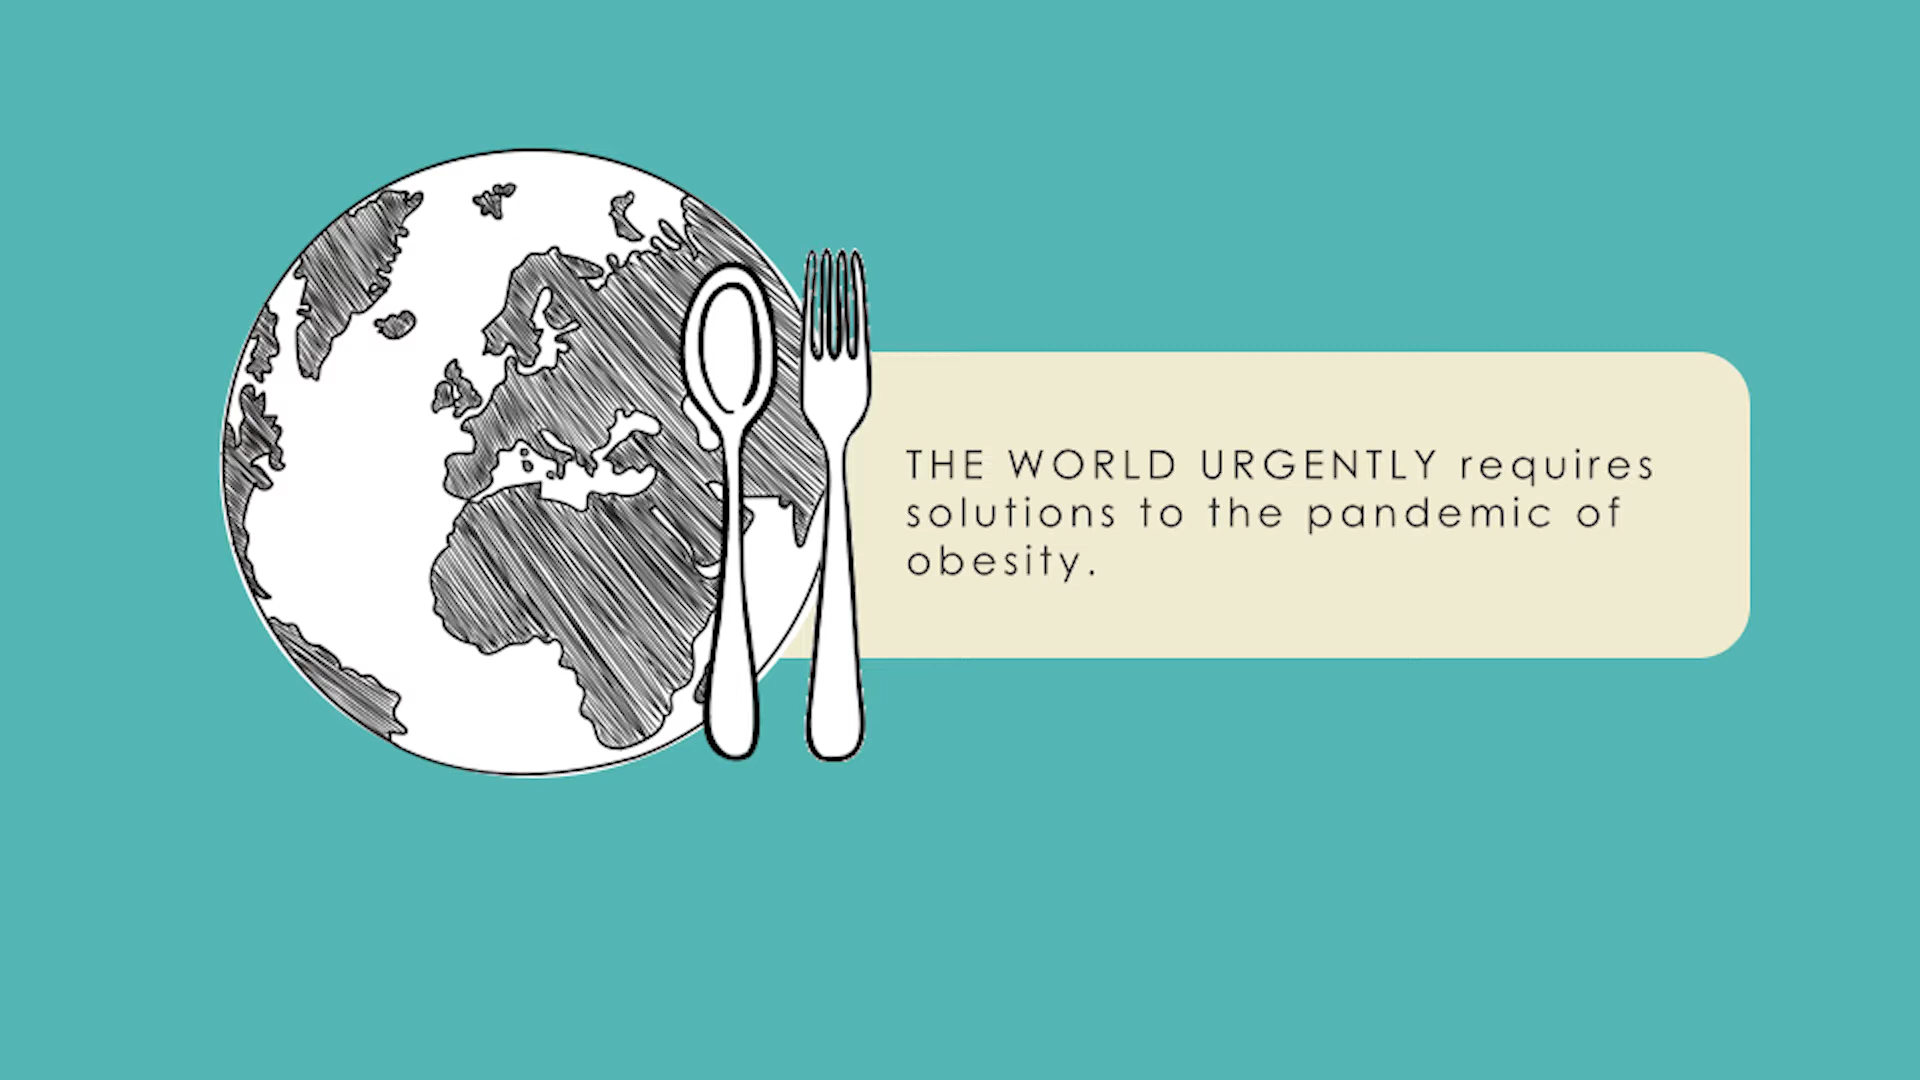 THE WORLD URGENTLY requires
solutions to the pandemic of
obesity.